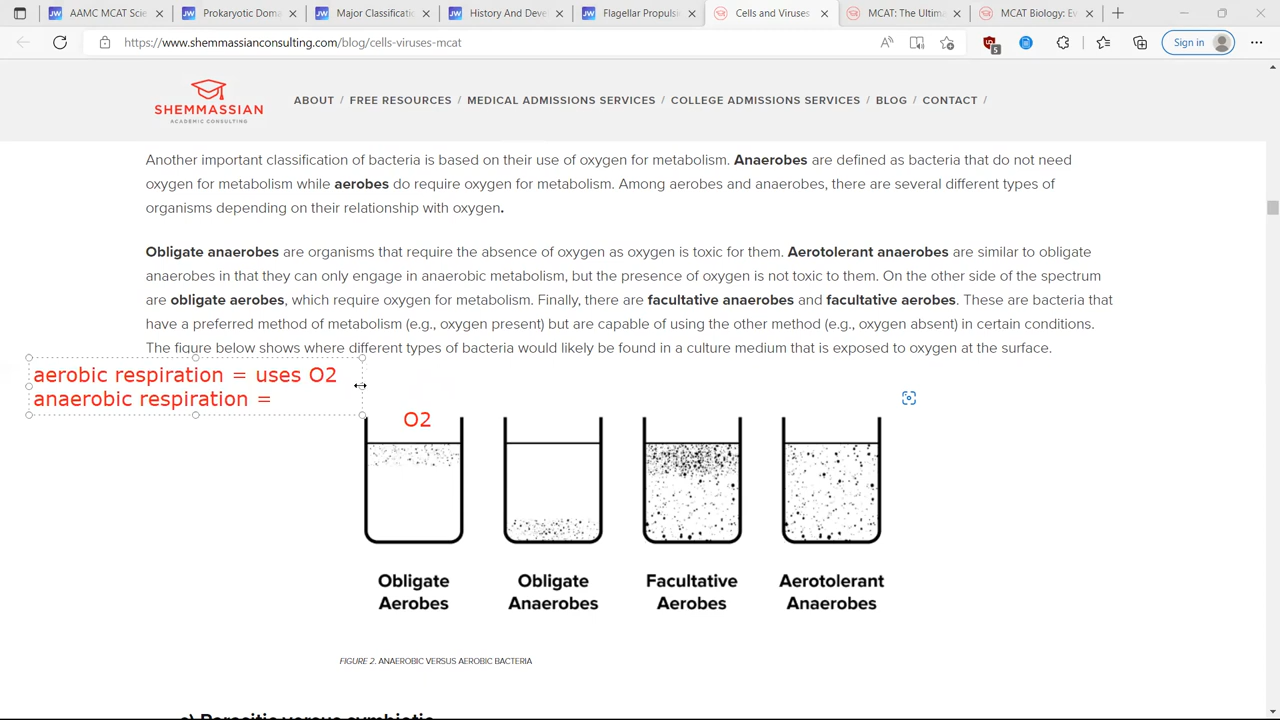 AAMC MCAT Scie
Prokaryotic Dom
Major Classificati
History And Deve
Flagellar Propulsi
Cells and Viruses
MCAT: The Ultima
MCAT Biology: Ev
https://www.shemmassianconsulting.com/blog/cells-viruses-mcat
5
Sign in
SHEMMASSIAN
ACADEMIC CONSULTING
ABOUT / FREE RESOURCES / MEDICAL ADMISSIONS SERVICES / COLLEGE ADMISSIONS SERVICES / BLOG / CONTACT /
Another important classification of bacteria is based on their use of oxygen for metabolism. Anaerobes are defined as bacteria that do not need
oxygen for metabolism while aerobes do require oxygen for metabolism. Among aerobes and anaerobes, there are several different types of
organisms depending on their relationship with oxygen.
Obligate anaerobes are organisms that require the absence of oxygen as oxygen is toxic for them. Aerotolerant anaerobes are similar to obligate
anaerobes in that they can only engage in anaerobic metabolism, but the presence of oxygen is not toxic to them. On the other side of the spectrum
are obligate aerobes, which require oxygen for metabolism. Finally, there are facultative anaerobes and facultative aerobes. These are bacteria that
have a preferred method of metabolism (e.g., oxygen present) but are capable of using the other method (e.g., oxygen absent) in certain conditions.
The figure below shows where different types of bacteria would likely be found in a culture medium that is exposed to oxygen at the surface.
aerobic respiration = uses O2
anaerobic respiration =
O2
Obligate
Aerobes
Obligate
Anaerobes
Facultative
Aerobes
Aerotolerant
Anaerobes
FIGURE 2. ANAEROBIC VERSUS AEROBIC BACTERIA
c) Parasitic versus symbiotic